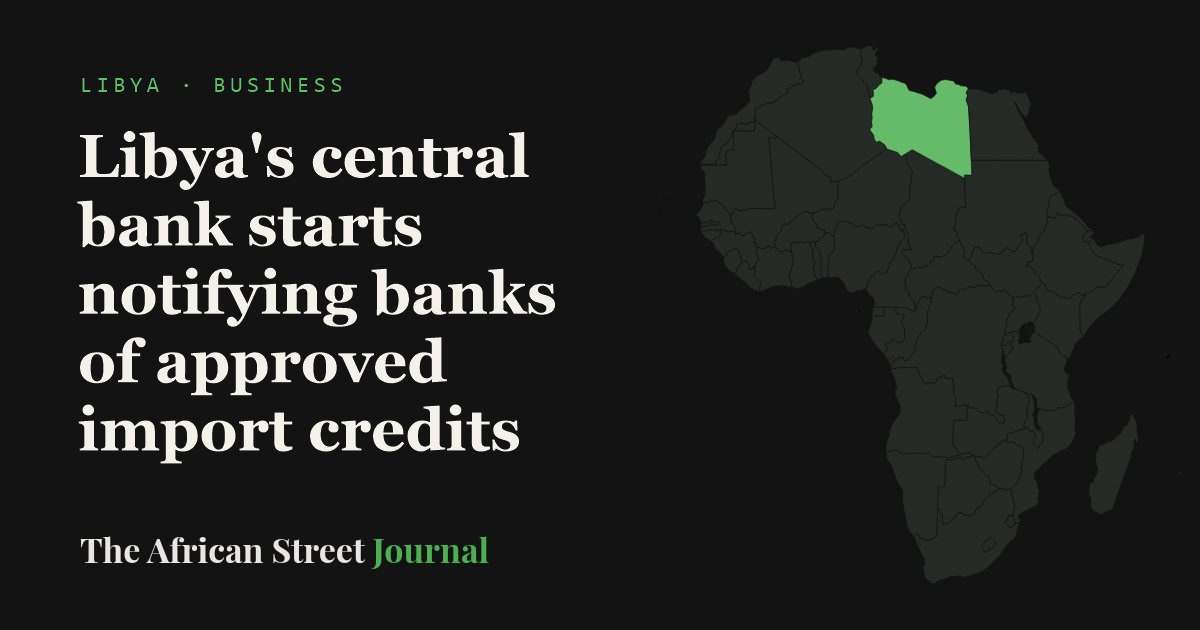 LIBYA · BUSINESS
Libya's central
bank starts
notifying banks
of approved
import credits
The African Street Journal